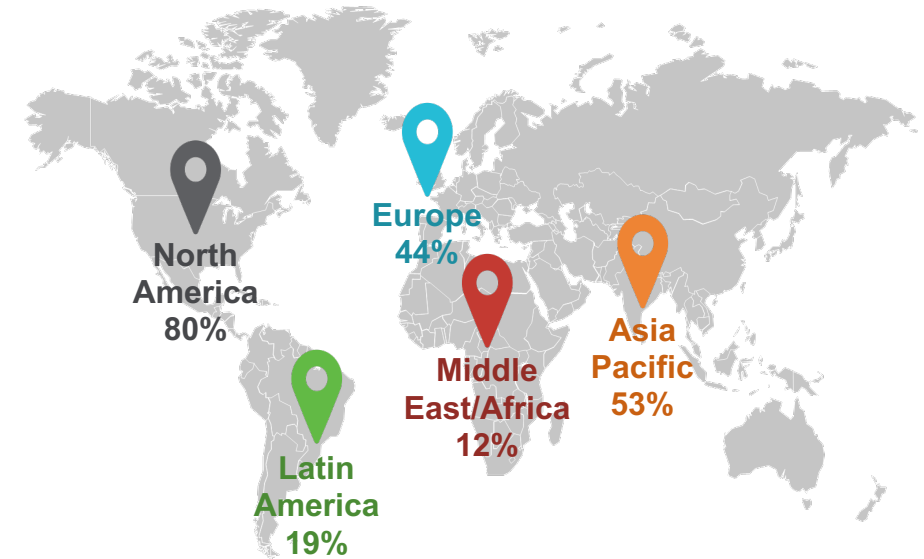 North
America
80%
Europe
44%
Asia
Pacific
53%
Middle
East/Africa
12%
Latin
America
19%